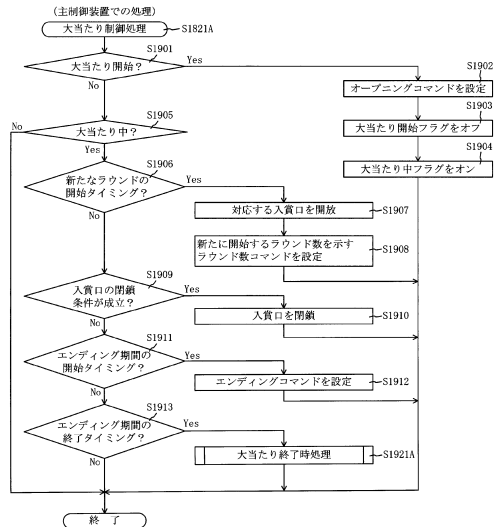 (主制御装置での処理)
大当たり制御処理
S1821A
S1901
大当たり開始?
Yes
No
S1902
オープニングコマンドを設定
S1903
大当たり開始フラグをオフ
S1904
大当たり中フラグをオン
S1905
大当たり中?
No
Yes
S1906
新たなラウンドの
開始タイミング?
Yes
No
対応する入賞口を開放
S1907
新たに開始するラウンド数を示す
ラウンド数コマンドを設定
S1908
S1909
入賞口の閉鎖
条件が成立?
Yes
No
入賞口を閉鎖
S1910
S1911
エンディング期間の
開始タイミング?
Yes
No
エンディングコマンドを設定
S1912
S1913
エンディング期間の
終了タイミング?
Yes
No
大当たり終了時処理
S1921A
終 了